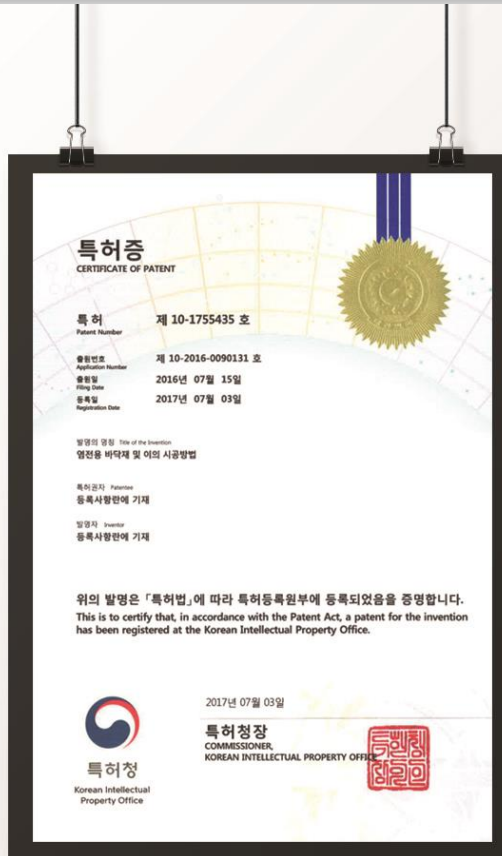 특허증
CERTIFICATE OF PATENT
특 허 제 10-1755435 호
Patent Number
출원번호 제 10-2016-0090131 호
Application Number
출원일 2016년 07월 15일
Filing Date
등록일 2017년 07월 03일
Registration Date
발명의 명칭 Title of the Invention
염전용 바닥재 및 이의 시공방법
특허권자 Patentee
등록사항란에 기재
발명자 Inventor
등록사항란에 기재
위의 발명은 「특허법」에 따라 특허등록원부에 등록되었음을 증명합니다.
This is to certify that, in accordance with the Patent Act, a patent for the invention
has been registered at the Korean Intellectual Property Office.
2017년 07월 03일
특허청장
COMMISSIONER,
KOREAN INTELLECTUAL PROPERTY OFFICE
특허청
Korean Intellectual
Property Office